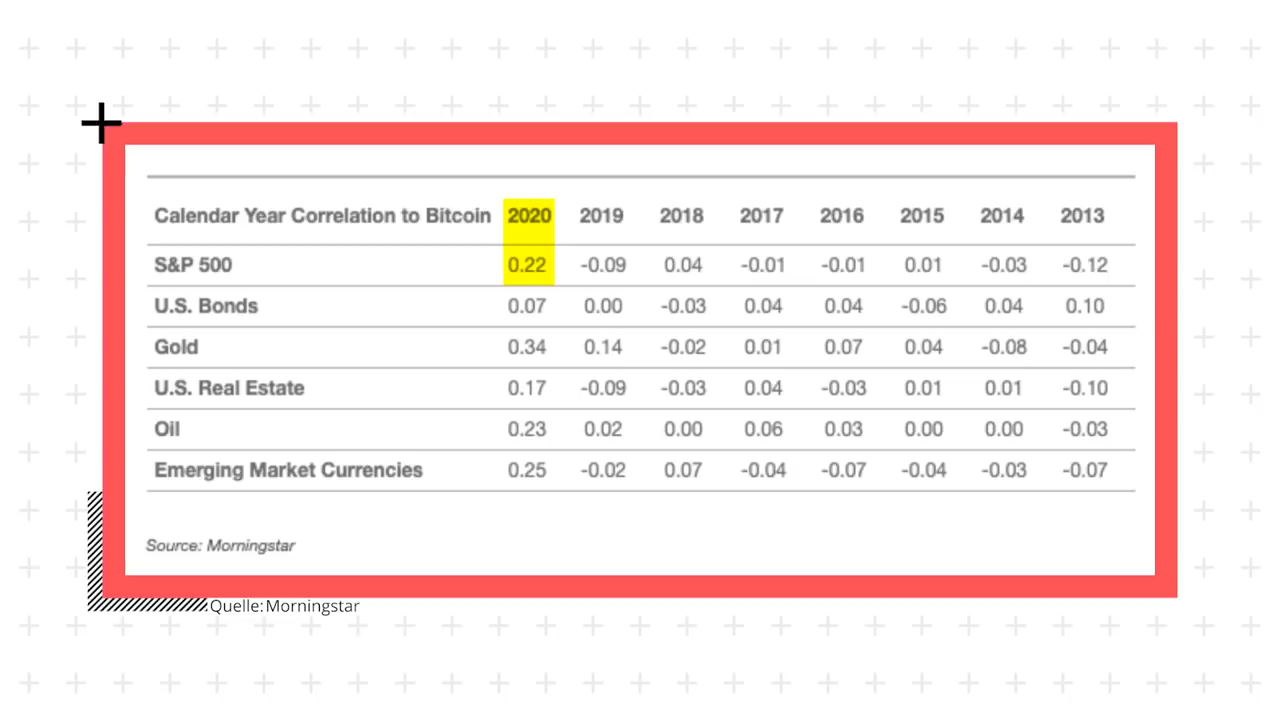 Calendar Year Correlation to Bitcoin 2020 2019 2018 2017 2016 2015 2014 2013
S&P 500 0.22 -0.09 0.04 -0.01 -0.01 0.01 -0.03 -0.12
U.S. Bonds 0.07 0.00 -0.03 0.04 0.04 -0.06 0.04 0.10
Gold 0.34 0.14 -0.02 0.01 0.07 0.04 -0.08 -0.04
U.S. Real Estate 0.17 -0.09 -0.03 0.04 -0.03 0.01 0.01 -0.10
Oil 0.23 0.02 0.00 0.06 0.03 0.00 0.00 -0.03
Emerging Market Currencies 0.25 -0.02 0.07 -0.04 -0.07 -0.04 -0.03 -0.07
Source: Morningstar
Quelle: Morningstar